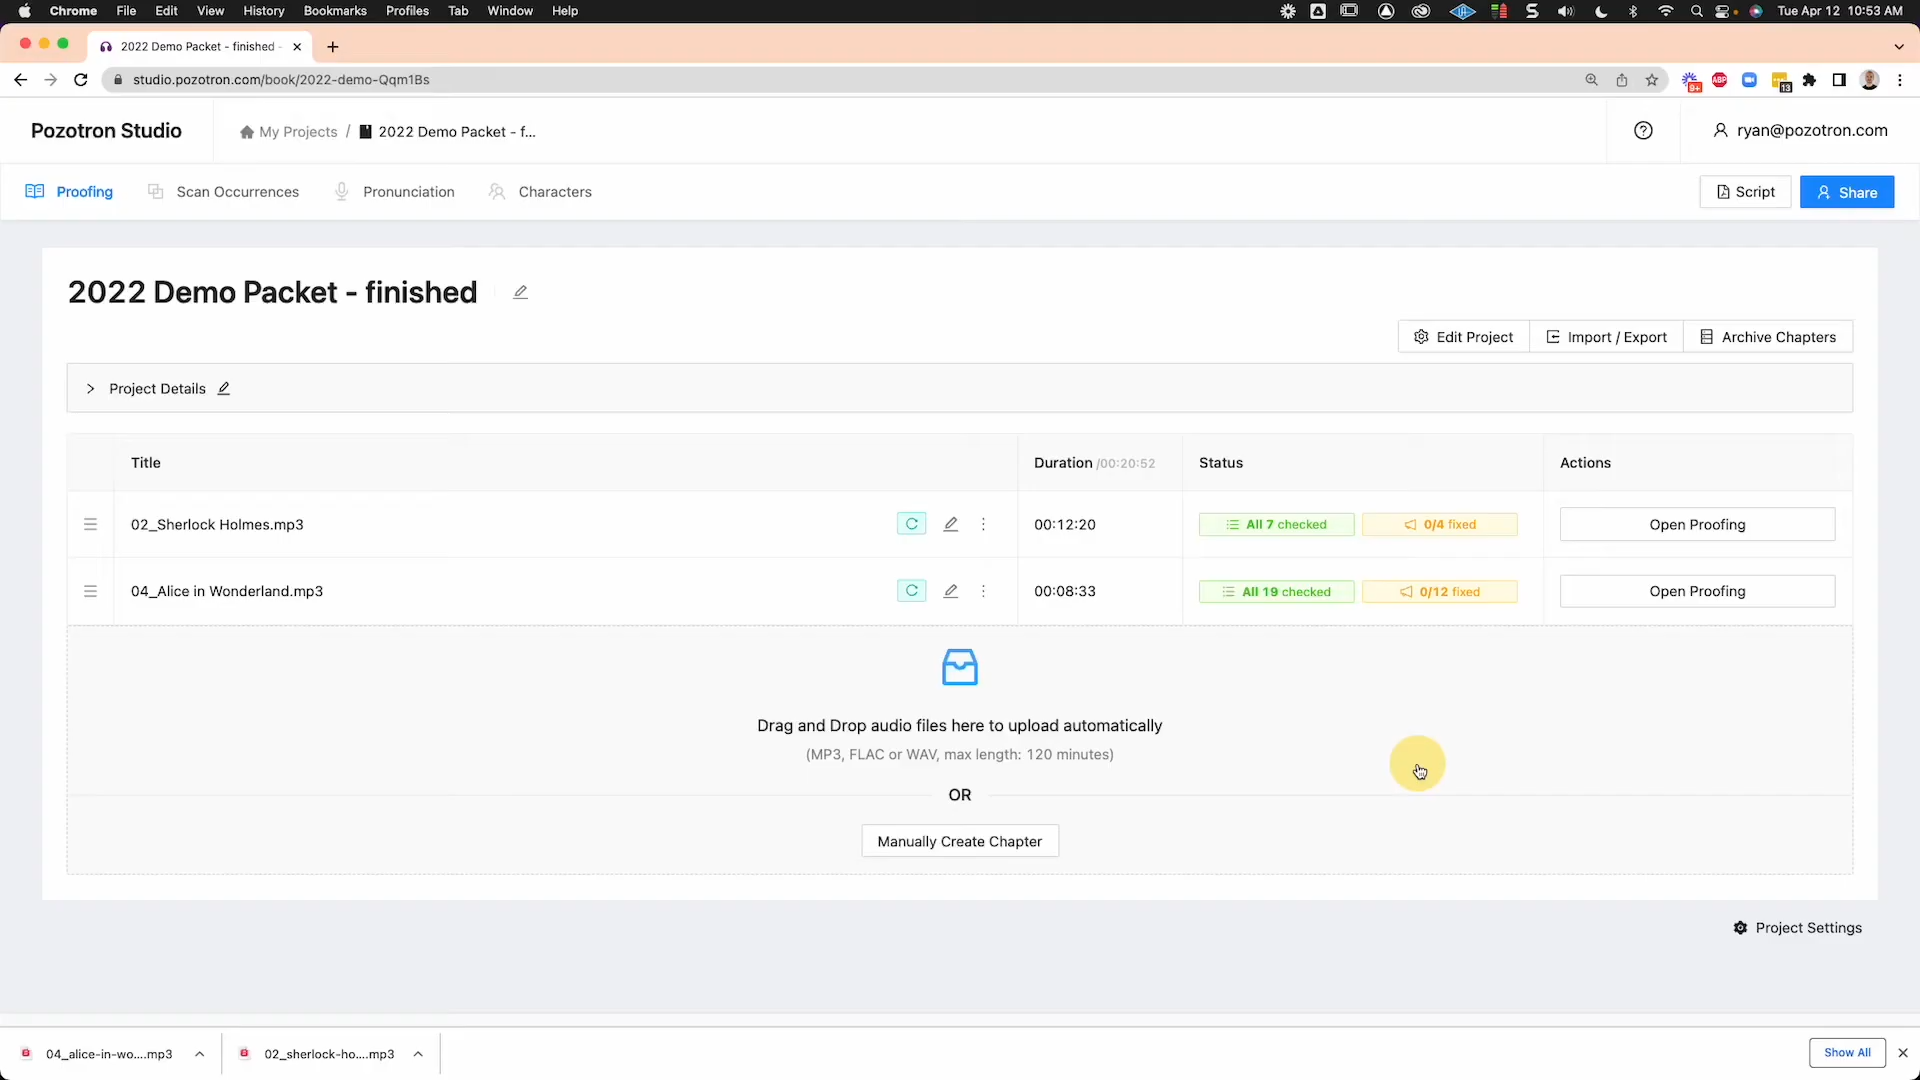 Chrome File Edit View History Bookmarks Profiles Tab Window Help Tue Apr 12 10:53 AM
2022 Demo Packet - finished -
studio.pozotron.com/book/2022-demo-Qqm1Bs 9+ ABP 13
Pozotron Studio My Projects / 2022 Demo Packet - f... ryan@pozotron.com
Proofing Scan Occurrences Pronunciation Characters Script Share
2022 Demo Packet - finished
Edit Project Import / Export Archive Chapters
Project Details
Title Duration /00:20:52 Status Actions
02_Sherlock Holmes.mp3 00:12:20 All 7 checked 0/4 fixed Open Proofing
04_Alice in Wonderland.mp3 00:08:33 All 19 checked 0/12 fixed Open Proofing
Drag and Drop audio files here to upload automatically
(MP3, FLAC or WAV, max length: 120 minutes)
OR
Manually Create Chapter
Project Settings
04_alice-in-wo....mp3 02_sherlock-ho....mp3 Show All